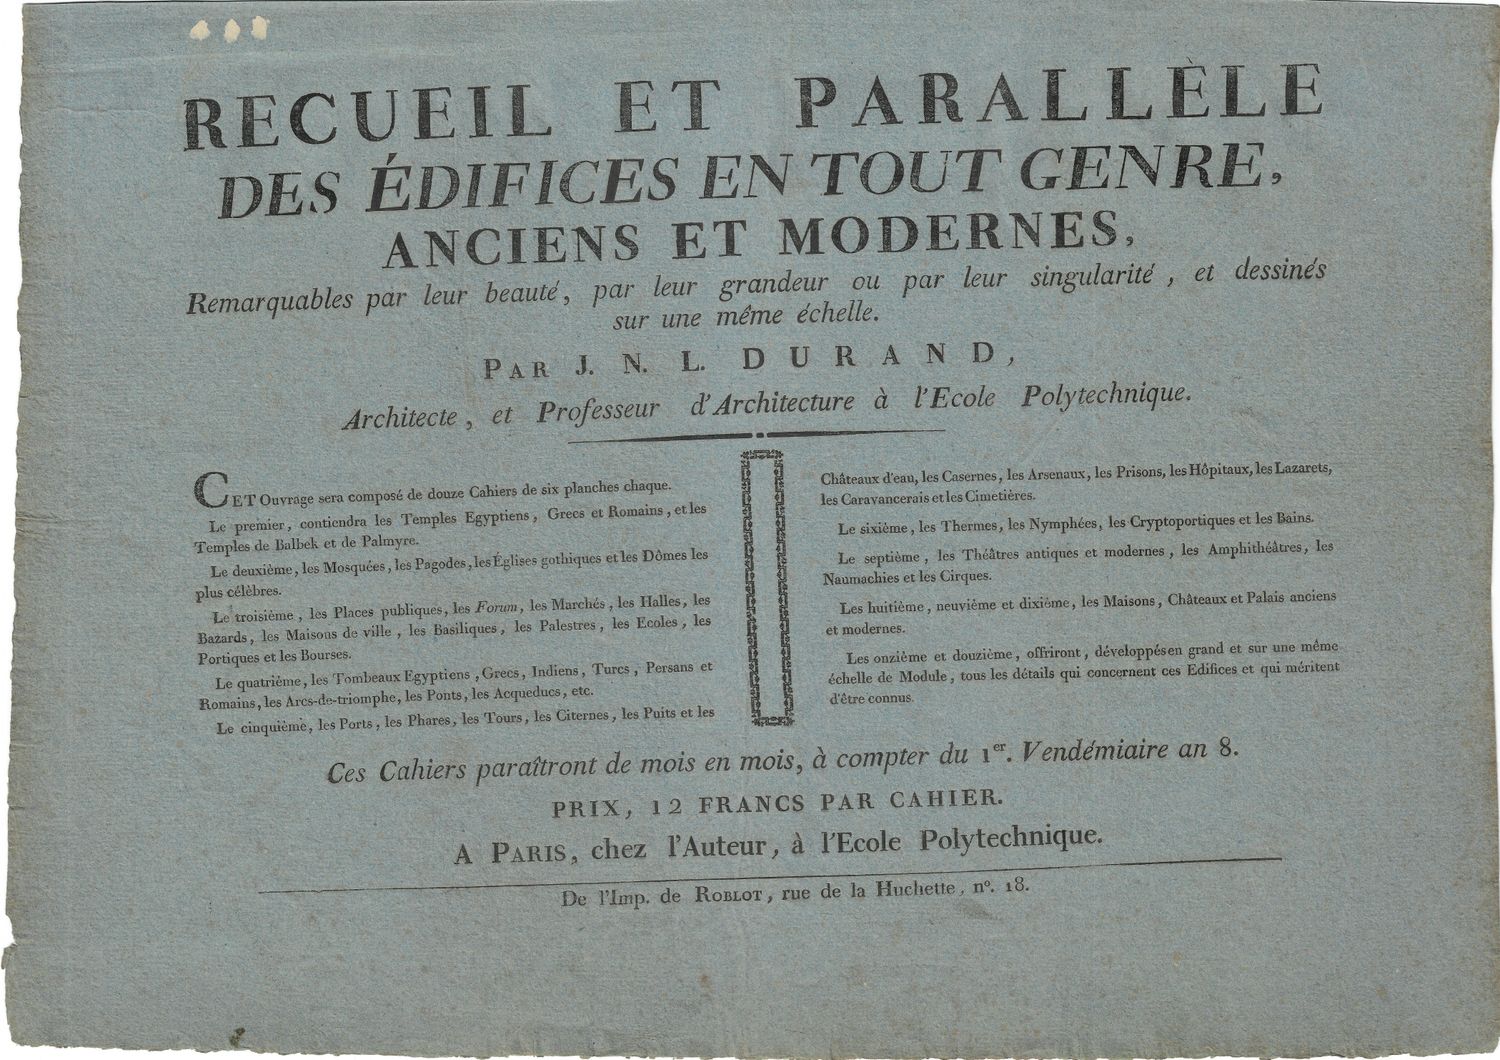 RECUEIL ET PARALLÈLE
DES ÉDIFICES EN TOUT GENRE,
ANCIENS ET MODERNES,
Remarquables par leur beauté, par leur grandeur ou par leur singularité, et dessinés
sur une même échelle.
PAR J. N. L. DURAND,
Architecte, et Professeur d'Architecture à l'Ecole Polytechnique.
CET Ouvrage sera composé de douze Cahiers de six planches chaque.
Le premier, contiendra les Temples Egyptiens, Grecs et Romains, et les
Temples de Balbek et de Palmyre.
Le deuxième, les Mosquées, les Pagodes, les Églises gothiques et les Dômes les
plus célèbres.
Le troisième, les Places publiques, les Forum, les Marchés, les Halles, les
Bazards, les Maisons de ville, les Basiliques, les Palestres, les Ecoles, les
Portiques et les Bourses.
Le quatrième, les Tombeaux Egyptiens, Grecs, Indiens, Turcs, Persans et
Romains, les Arcs-de-triomphe, les Ponts, les Acqueducs, etc.
Le cinquième, les Ports, les Phares, les Tours, les Citernes, les Puits et les
Châteaux d'eau, les Casernes, les Arsenaux, les Prisons, les Hôpitaux, les Lazarets,
les Caravancerais et les Cimetières.
Le sixième, les Thermes, les Nymphées, les Cryptoportiques et les Bains.
Le septième, les Théâtres antiques et modernes, les Amphithéâtres, les
Naumachies et les Cirques.
Les huitième, neuvième et dixième, les Maisons, Châteaux et Palais anciens
et modernes.
Les onzième et douzième, offriront, développés en grand et sur une même
échelle de Module, tous les détails qui concernent ces Edifices et qui méritent
d'être connus.
Ces Cahiers paraîtront de mois en mois, à compter du 1er. Vendémiaire an 8.
PRIX, 12 FRANCS PAR CAHIER.
A PARIS, chez l'Auteur, à l'Ecole Polytechnique.
De l'Imp. de ROBLOT, rue de la Huchette, n°. 18.